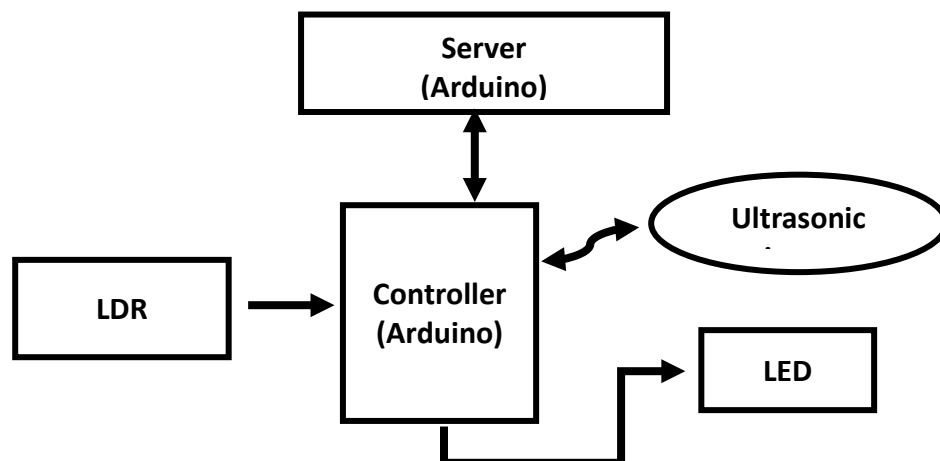 Server
(Arduino)
Ultrasonic
Controller
(Arduino)
LDR
LED